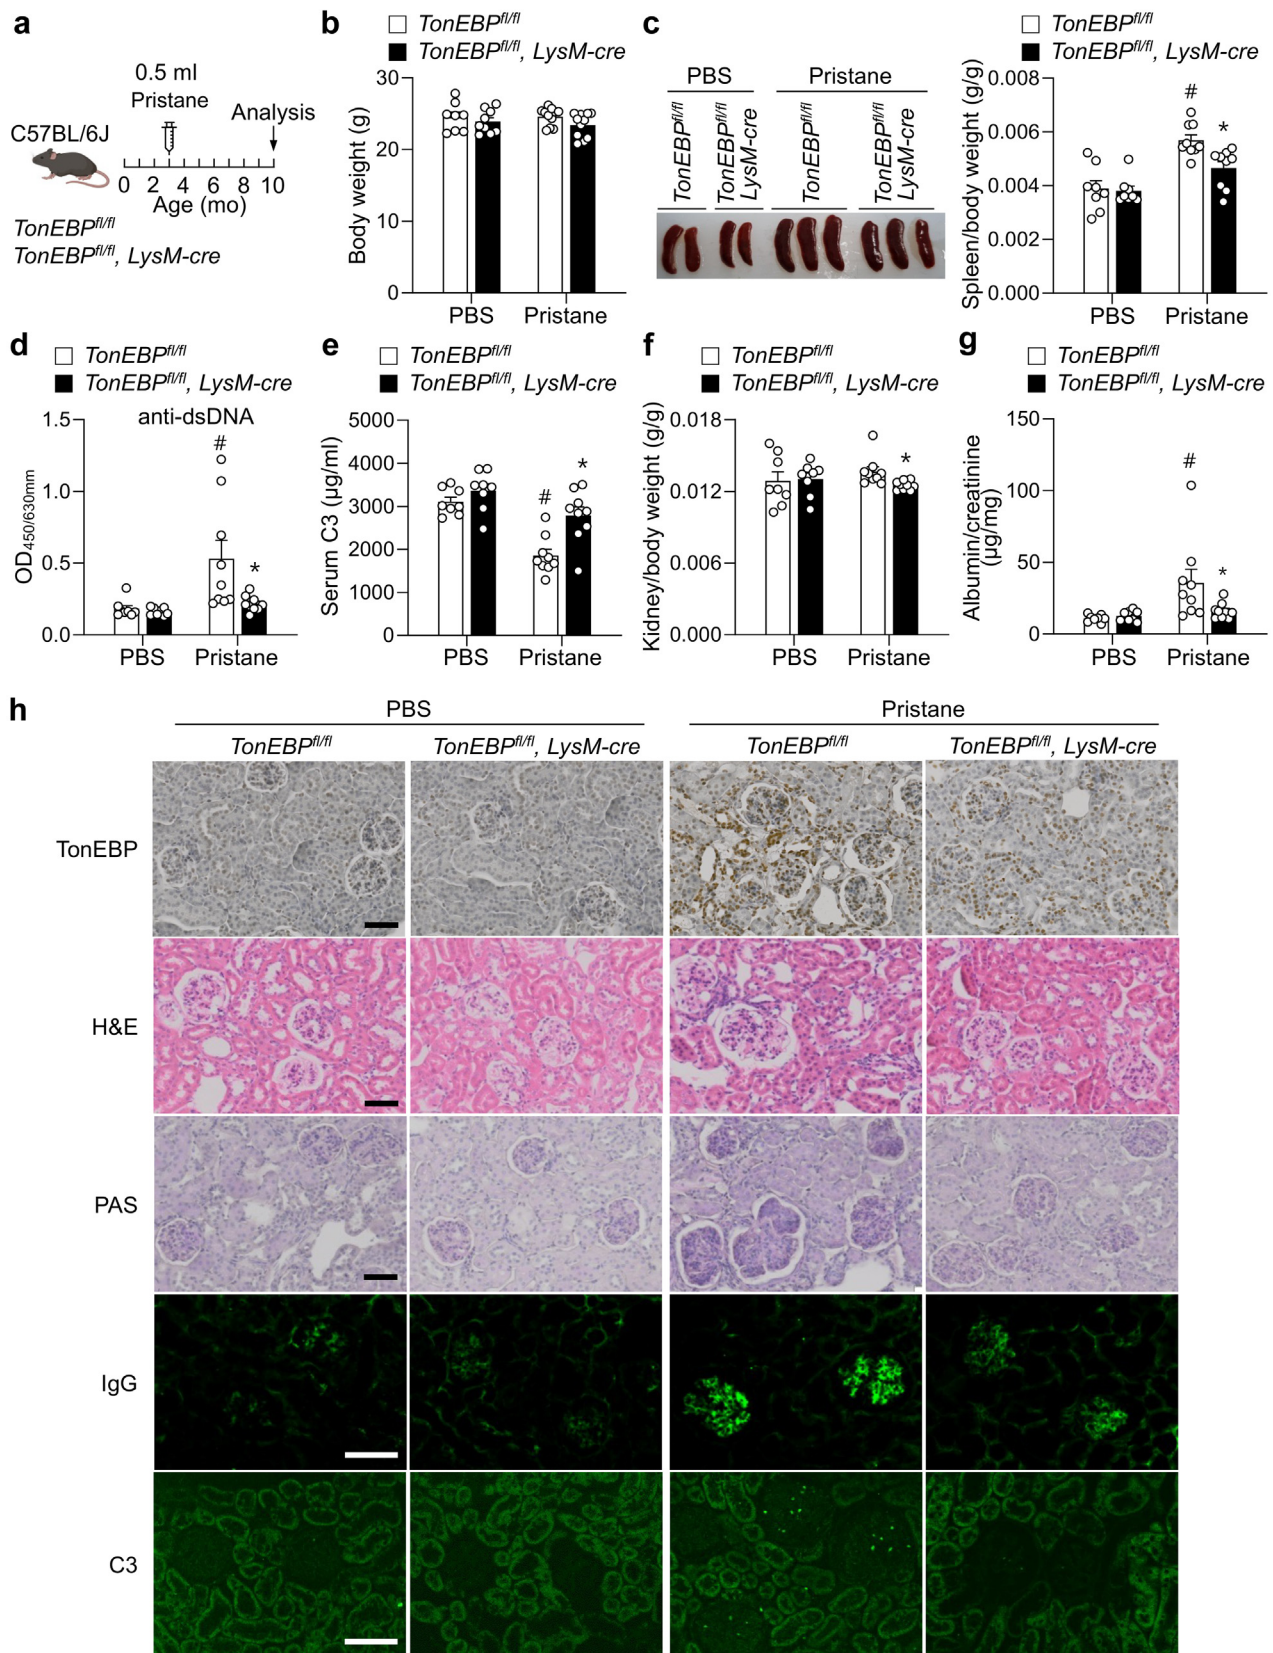 a
0.5 ml
Pristane
Analysis
C57BL/6J
0 2 4 6 8 10
Age (mo)
TonEBPfl/fl
TonEBPfl/fl, LysM-cre
b
TonEBPfl/fl
TonEBPfl/fl, LysM-cre
Body weight (g)
30
20
10
0
PBS Pristane
c
PBS Pristane
TonEBPfl/fl
TonEBPfl/fl
LysM-cre
TonEBPfl/fl
TonEBPfl/fl
LysM-cre
TonEBPfl/fl
TonEBPfl/fl, LysM-cre
Spleen/body weight (g/g)
0.008
0.006
0.004
0.002
0.000
#
*
PBS Pristane
d
TonEBPfl/fl
TonEBPfl/fl, LysM-cre
anti-dsDNA
OD450/630mm
1.5
1.0
0.5
0.0
#
*
PBS Pristane
e
TonEBPfl/fl
TonEBPfl/fl, LysM-cre
Serum C3 (µg/ml)
5000
4000
3000
2000
1000
0
#
*
PBS Pristane
f
TonEBPfl/fl
TonEBPfl/fl, LysM-cre
Kidney/body weight (g/g)
0.018
0.012
0.006
0.000
*
PBS Pristane
g
TonEBPfl/fl
TonEBPfl/fl, LysM-cre
Albumin/creatinine
(µg/mg)
150
100
50
0
#
*
PBS Pristane
h
PBS Pristane
TonEBPfl/fl TonEBPfl/fl, LysM-cre TonEBPfl/fl TonEBPfl/fl, LysM-cre
TonEBP
H&E
PAS
IgG
C3